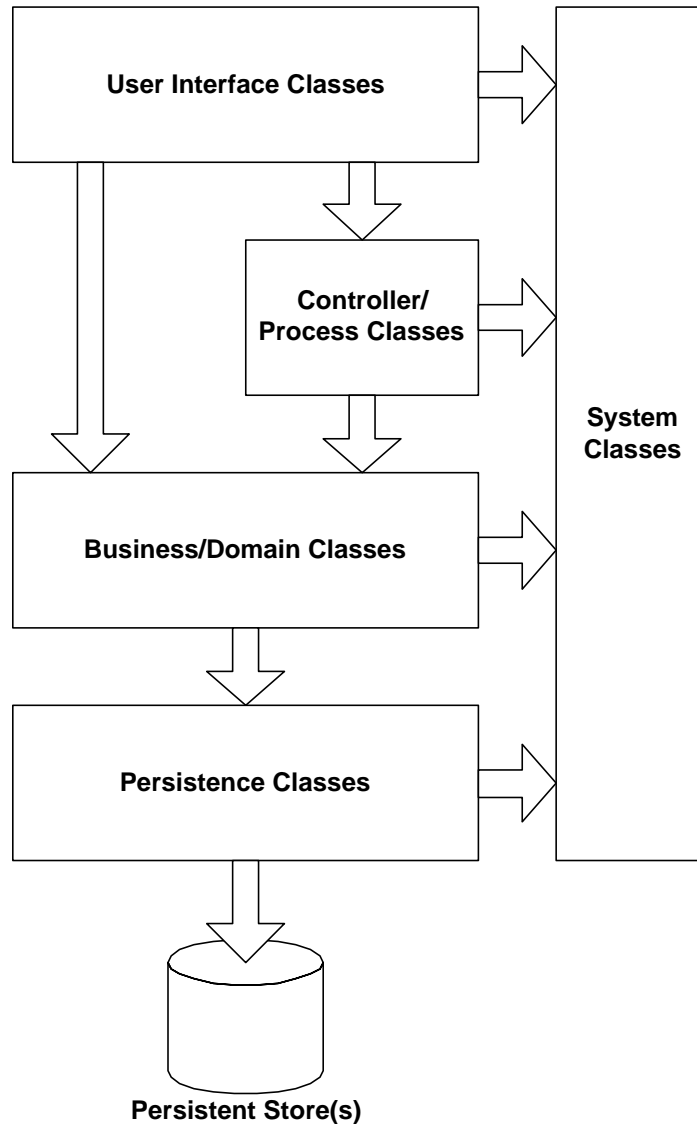 User Interface Classes
Controller/
Process Classes
System
Classes
Business/Domain Classes
Persistence Classes
Persistent Store(s)